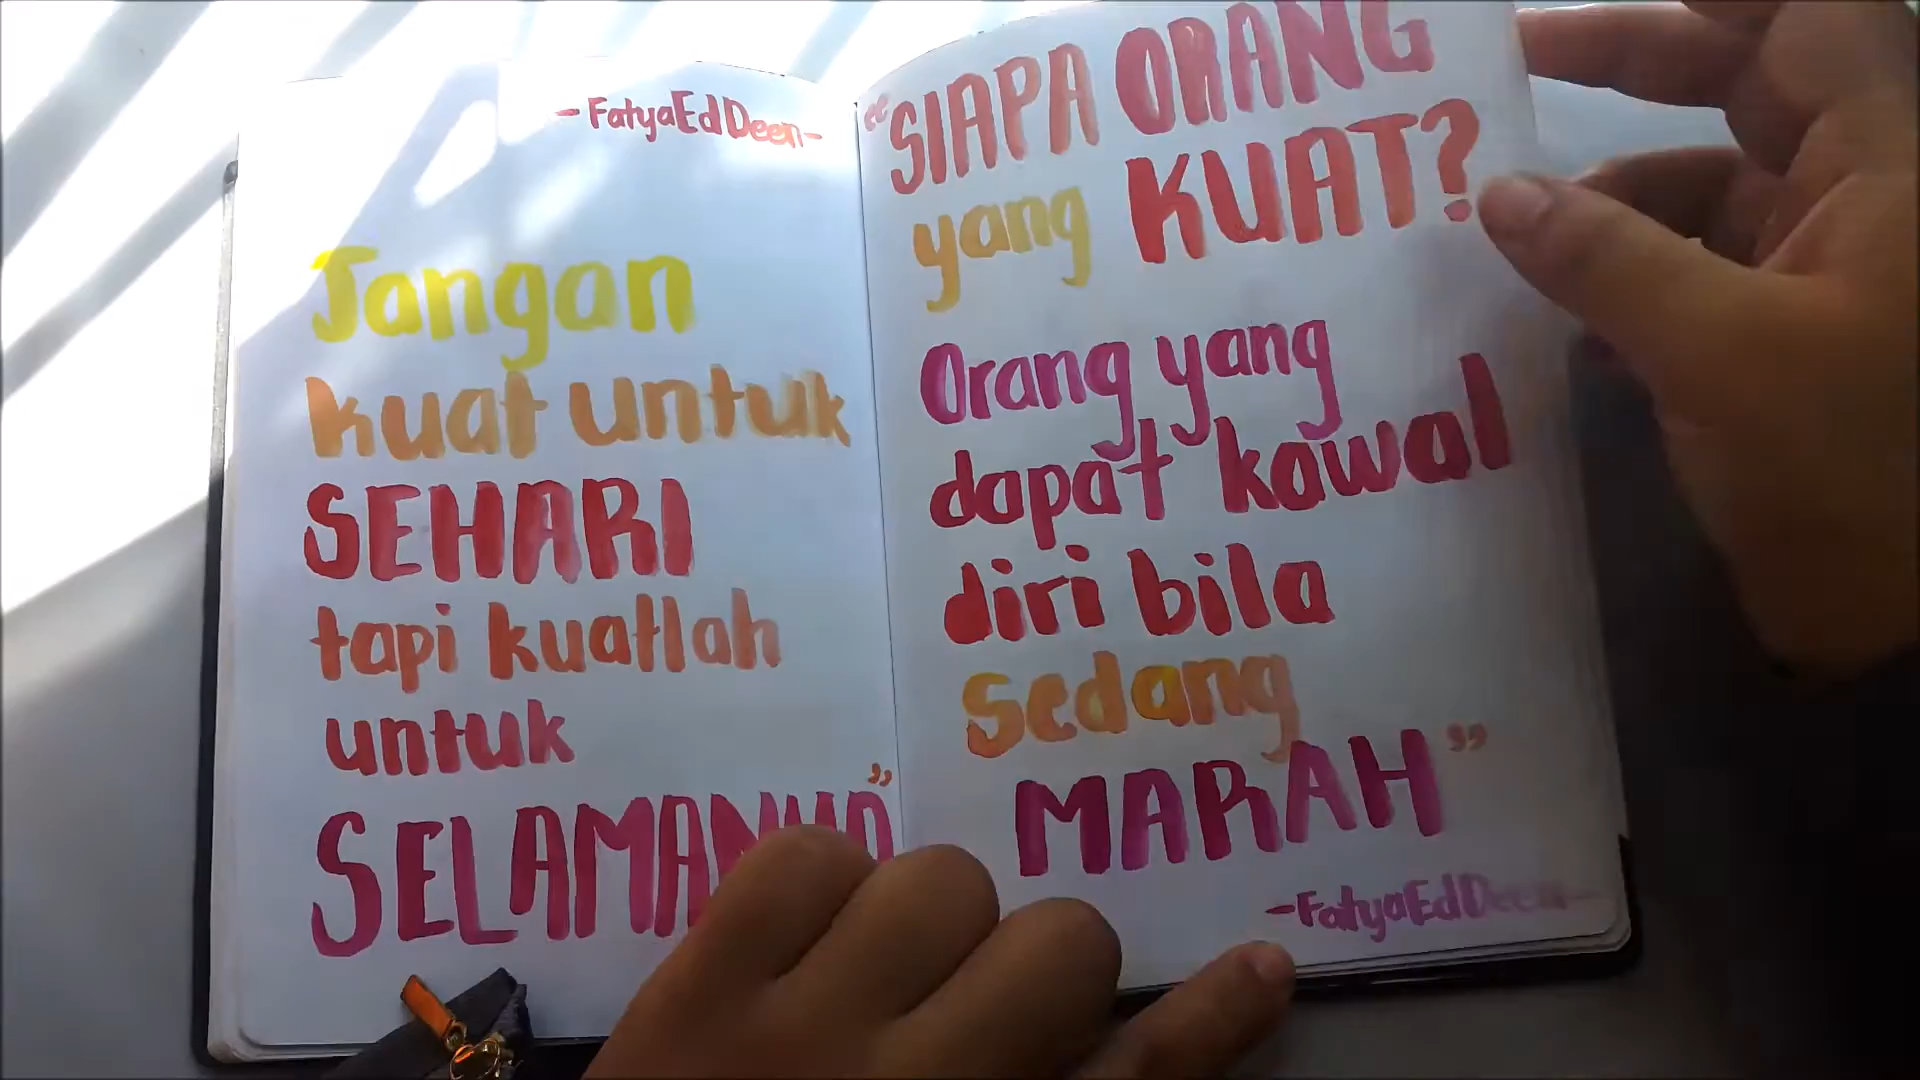 -FatyaEdDeen-
Jangan
kuat untuk
SEHARI
tapi kuatlah
untuk
SELAMANYA”
“SIAPA ORANG
yang KUAT?
Orang yang
dapat kawal
diri bila
sedang
MARAH”
-FatyaEdDeen-